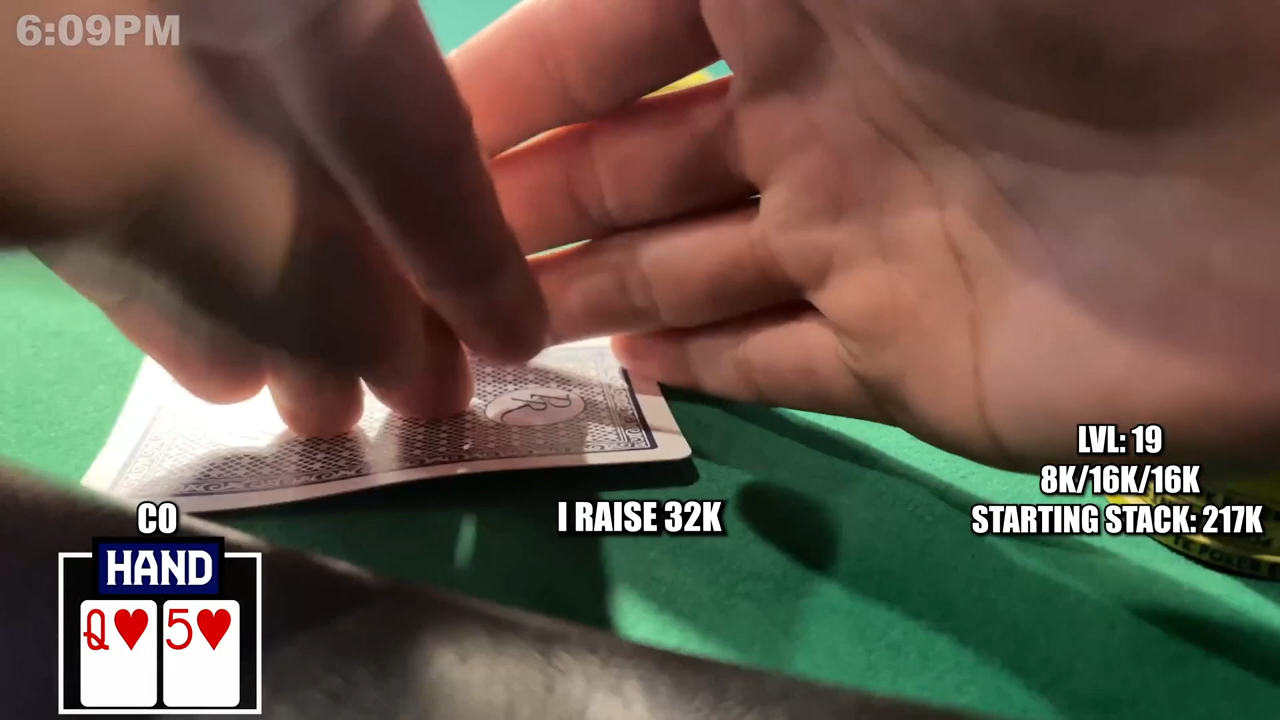 6:09PM
LVL: 19
8K/16K/16K
STARTING STACK: 217K
CO
I RAISE 32K
HAND
Q♥ 5♥